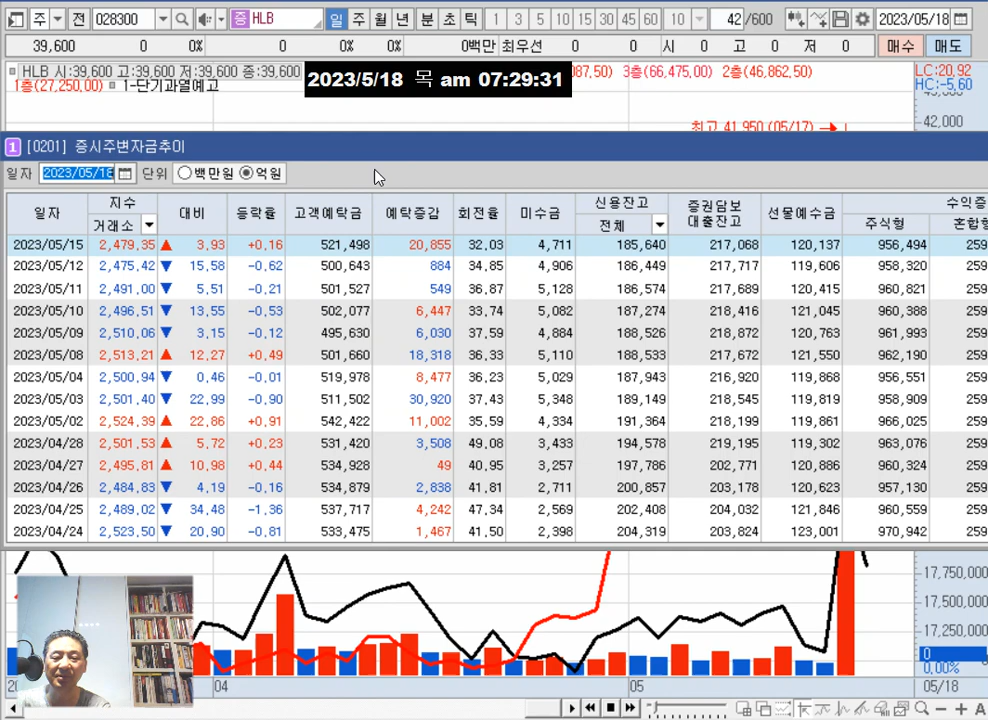 주 전 028300 증 HLB 일 주 월 년 분 초 틱 1 3 5 10 15 30 45 60 10 42 /600 2023/05/18
39,600 0 0% 0 0% 0% 0백만 최우선 0 0 시 0 고 0 저 0 매수 매도
HLB 시:39,600 고:39,600 저:39,600 종:39,600 087,50) 3층(66,475.00) 2층(46,862,50) LC:20,92
1층(27,250.00) 1-단기과열예고 HC:-5,60
2023/5/18 목 am 07:29:31
42,000
최고 41,950 (05/17)
1 [0201] 증시주변자금추이
일자 2023/05/18 단위 백만원 억원
일자 지수 대비 등락률 고객예탁금 예탁증감 회전율 미수금 신용잔고 증권담보 대출잔고 선물예수금 수익증
거래소 전체 주식형 혼합형
2023/05/15 2,479.35 ▲ 3.93 +0.16 521,498 20,855 32.03 4,711 185,640 217,068 120,137 956,494 259
2023/05/12 2,475.42 ▼ 15.58 -0.62 500,643 884 34.85 4,906 186,449 217,717 119,606 958,320 259
2023/05/11 2,491.00 ▼ 5.51 -0.21 501,527 549 36.87 5,128 186,574 217,689 120,415 960,821 259
2023/05/10 2,496.51 ▼ 13.55 -0.53 502,077 6,447 33.74 5,082 187,274 218,416 121,045 960,388 259
2023/05/09 2,510.06 ▼ 3.15 -0.12 495,630 6,030 37.59 4,884 188,526 218,872 120,763 961,993 259
2023/05/08 2,513.21 ▲ 12.27 +0.49 501,660 18,318 36.33 5,110 188,533 217,672 121,550 962,190 259
2023/05/04 2,500.94 ▼ 0.46 -0.01 519,978 8,477 36.23 5,029 187,943 216,920 119,868 956,551 259
2023/05/03 2,501.40 ▼ 22.99 -0.90 511,502 30,920 37.43 5,348 189,149 218,545 119,819 958,909 259
2023/05/02 2,524.39 ▲ 22.86 +0.91 542,422 11,002 35.59 4,334 191,364 218,199 119,861 966,025 259
2023/04/28 2,501.53 ▲ 5.72 +0.23 531,420 3,508 49.08 3,433 194,578 219,195 119,302 963,076 259
2023/04/27 2,495.81 ▲ 10.98 +0.44 534,928 49 40.95 3,257 197,786 202,771 120,886 960,324 259
2023/04/26 2,484.83 ▼ 4.19 -0.16 534,879 2,838 41.81 2,711 200,857 203,178 120,623 957,130 259
2023/04/25 2,489.02 ▼ 34.48 -1.36 537,717 4,242 47.34 2,569 202,408 204,032 121,846 960,559 259
2023/04/24 2,523.50 ▼ 20.90 -0.81 533,475 1,467 41.50 2,398 204,319 203,824 123,001 970,942 259
17,750,000
17,500,000
17,250,000
0
0.00%
04 05 05/18